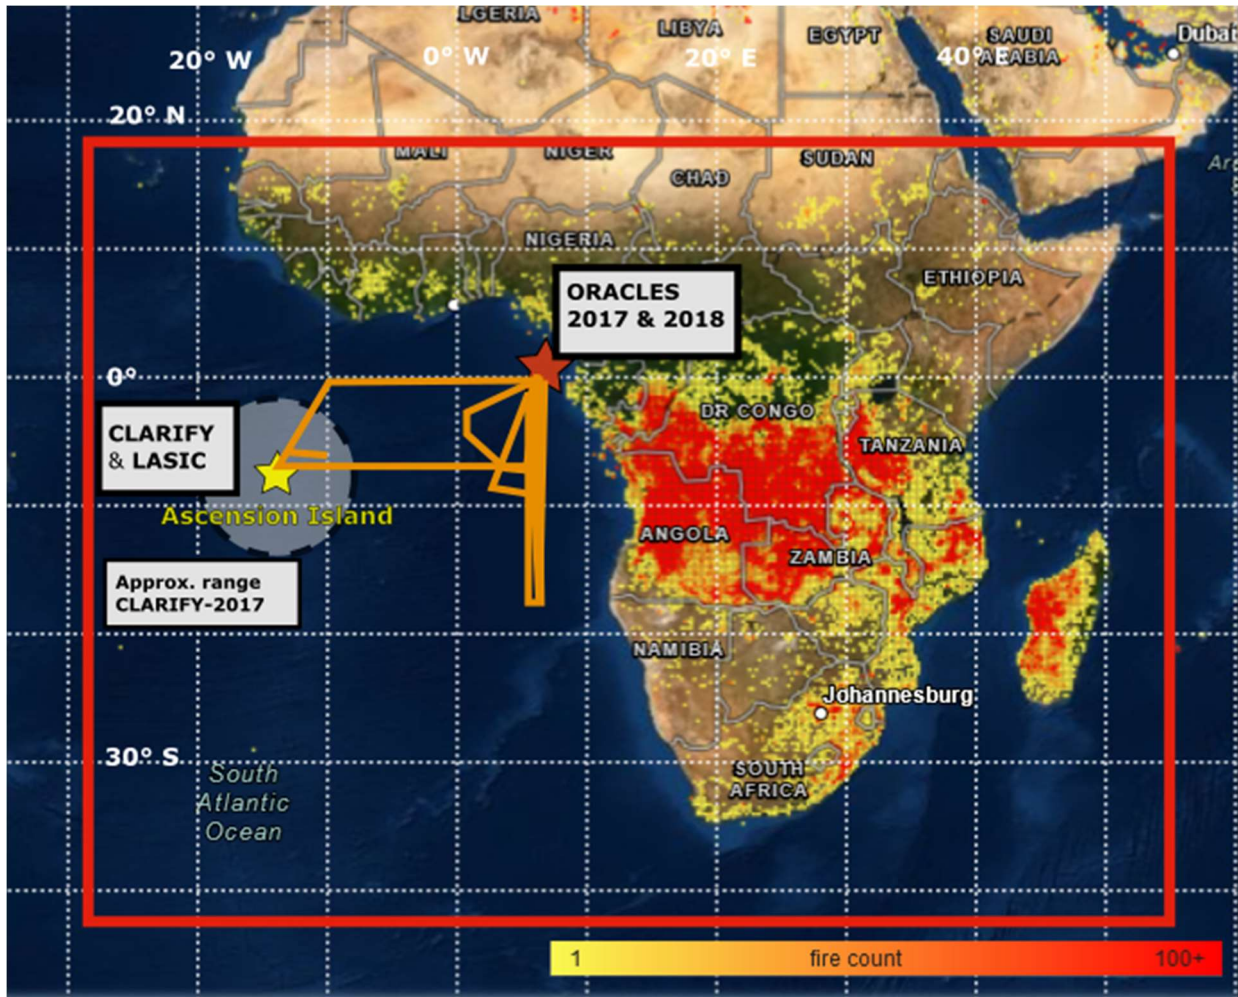 LGERIA
LIBYA
EGYPT
SAUDI
ARABIA
Dubai
20° W
0° W
20° E
40° E
20° N
MALI
NIGER
CHAD
SUDAN
NIGERIA
ETHIOPIA
ORACLES
2017 & 2018
0°
DR CONGO
TANZANIA
CLARIFY
& LASIC
Ascension Island
ANGOLA
ZAMBIA
Approx. range
CLARIFY-2017
NAMIBIA
Johannesburg
30° S
South
Atlantic
Ocean
SOUTH
AFRICA
1
fire count
100+